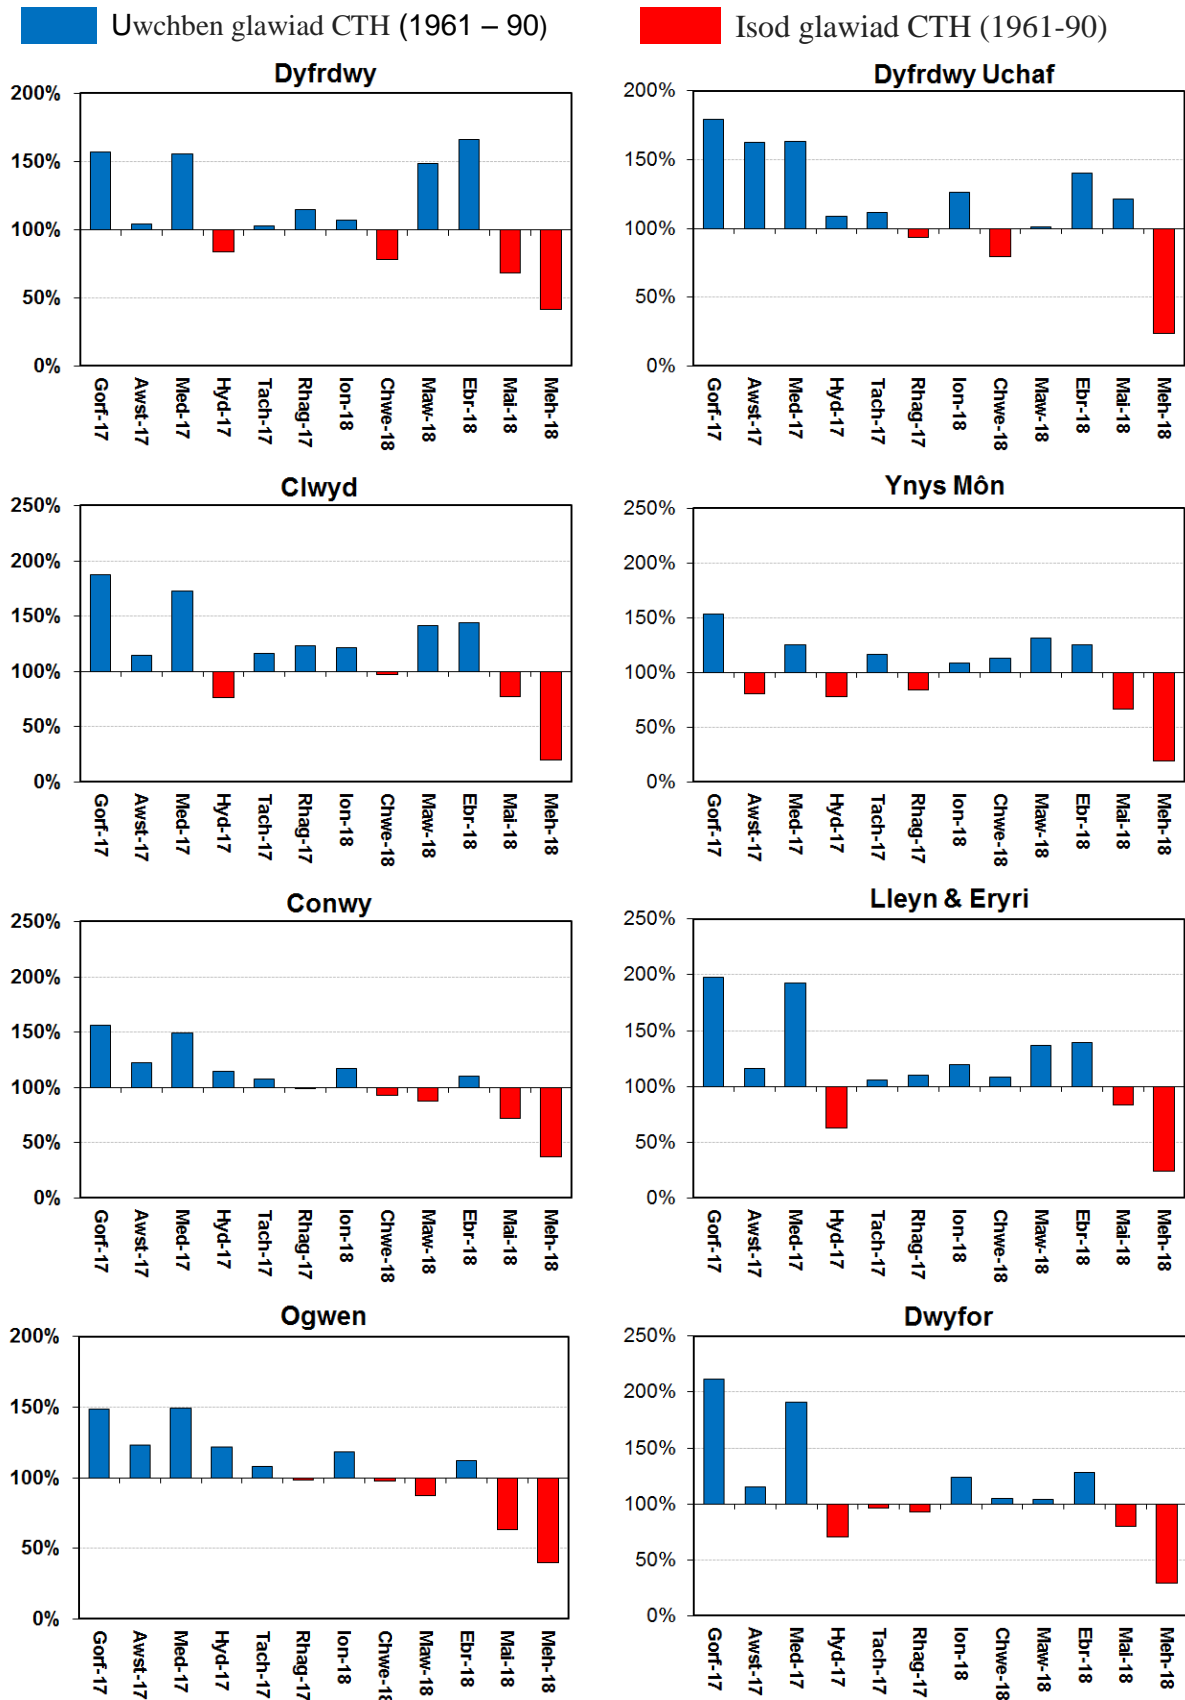 Uwchben glawiad CTH (1961 – 90)
Isod glawiad CTH (1961-90)
Dyfrdwy
200%
150%
100%
50%
0%
Gorf-17
Awst-17
Med-17
Hyd-17
Tach-17
Rhag-17
Ion-18
Chwe-18
Maw-18
Ebr-18
Mai-18
Meh-18
Dyfrdwy Uchaf
200%
150%
100%
50%
0%
Gorf-17
Awst-17
Med-17
Hyd-17
Tach-17
Rhag-17
Ion-18
Chwe-18
Maw-18
Ebr-18
Mai-18
Meh-18
Clwyd
250%
200%
150%
100%
50%
0%
Gorf-17
Awst-17
Med-17
Hyd-17
Tach-17
Rhag-17
Ion-18
Chwe-18
Maw-18
Ebr-18
Mai-18
Meh-18
Ynys Môn
250%
200%
150%
100%
50%
0%
Gorf-17
Awst-17
Med-17
Hyd-17
Tach-17
Rhag-17
Ion-18
Chwe-18
Maw-18
Ebr-18
Mai-18
Meh-18
Conwy
250%
200%
150%
100%
50%
0%
Gorf-17
Awst-17
Med-17
Hyd-17
Tach-17
Rhag-17
Ion-18
Chwe-18
Maw-18
Ebr-18
Mai-18
Meh-18
Lleyn & Eryri
250%
200%
150%
100%
50%
0%
Gorf-17
Awst-17
Med-17
Hyd-17
Tach-17
Rhag-17
Ion-18
Chwe-18
Maw-18
Ebr-18
Mai-18
Meh-18
Ogwen
200%
150%
100%
50%
0%
Gorf-17
Awst-17
Med-17
Hyd-17
Tach-17
Rhag-17
Ion-18
Chwe-18
Maw-18
Ebr-18
Mai-18
Meh-18
Dwyfor
250%
200%
150%
100%
50%
0%
Gorf-17
Awst-17
Med-17
Hyd-17
Tach-17
Rhag-17
Ion-18
Chwe-18
Maw-18
Ebr-18
Mai-18
Meh-18